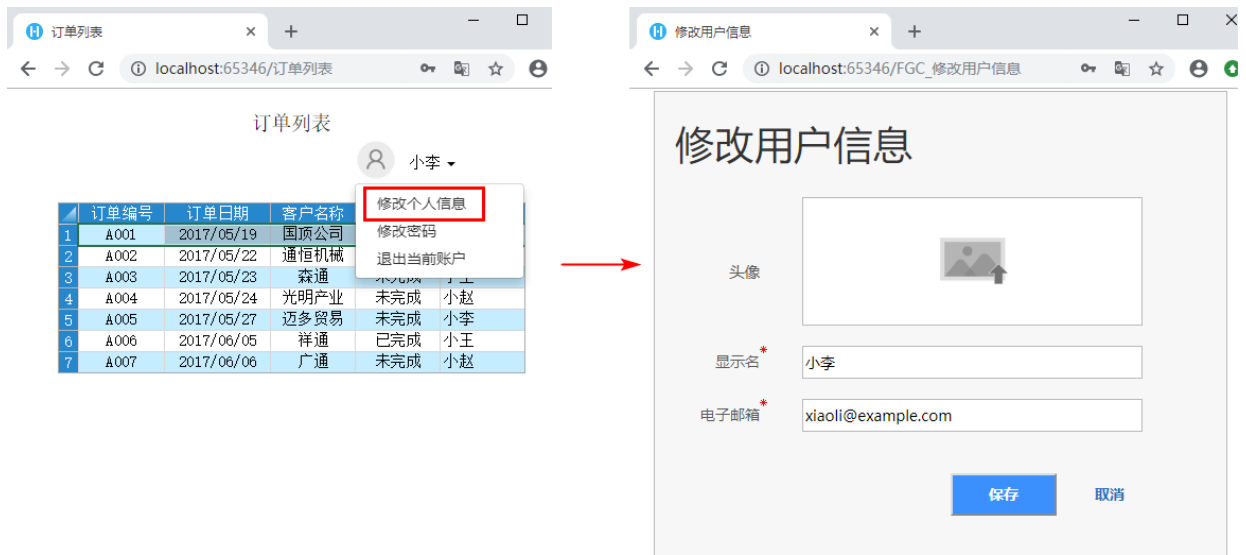 订单列表
localhost:65346/订单列表
订单列表
小李
修改个人信息
修改密码
退出当前账户
订单编号 订单日期 客户名称
1 A001 2017/05/19 国顶公司
2 A002 2017/05/22 通恒机械
3 A003 2017/05/23 森通 未完成 小王
4 A004 2017/05/24 光明产业 未完成 小赵
5 A005 2017/05/27 迈多贸易 未完成 小李
6 A006 2017/06/05 祥通 已完成 小王
7 A007 2017/06/06 广通 未完成 小赵
修改用户信息
localhost:65346/FGC_修改用户信息
修改用户信息
头像
显示名* 小李
电子邮箱* xiaoli@example.com
保存 取消